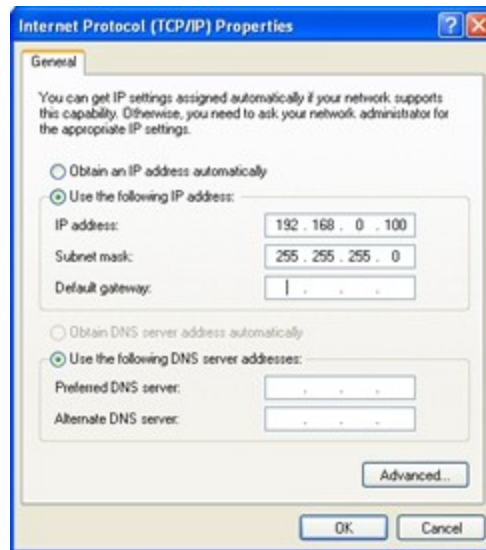 Internet Protocol (TCP/IP) Properties
General
You can get IP settings assigned automatically if your network supports
this capability. Otherwise, you need to ask your network administrator for
the appropriate IP settings.
Obtain an IP address automatically
Use the following IP address:
IP address: 192 . 168 . 0 . 100
Subnet mask: 255 . 255 . 255 . 0
Default gateway: . . .
Obtain DNS server address automatically
Use the following DNS server addresses:
Preferred DNS server: . . .
Alternate DNS server: . . .
Advanced...
OK Cancel